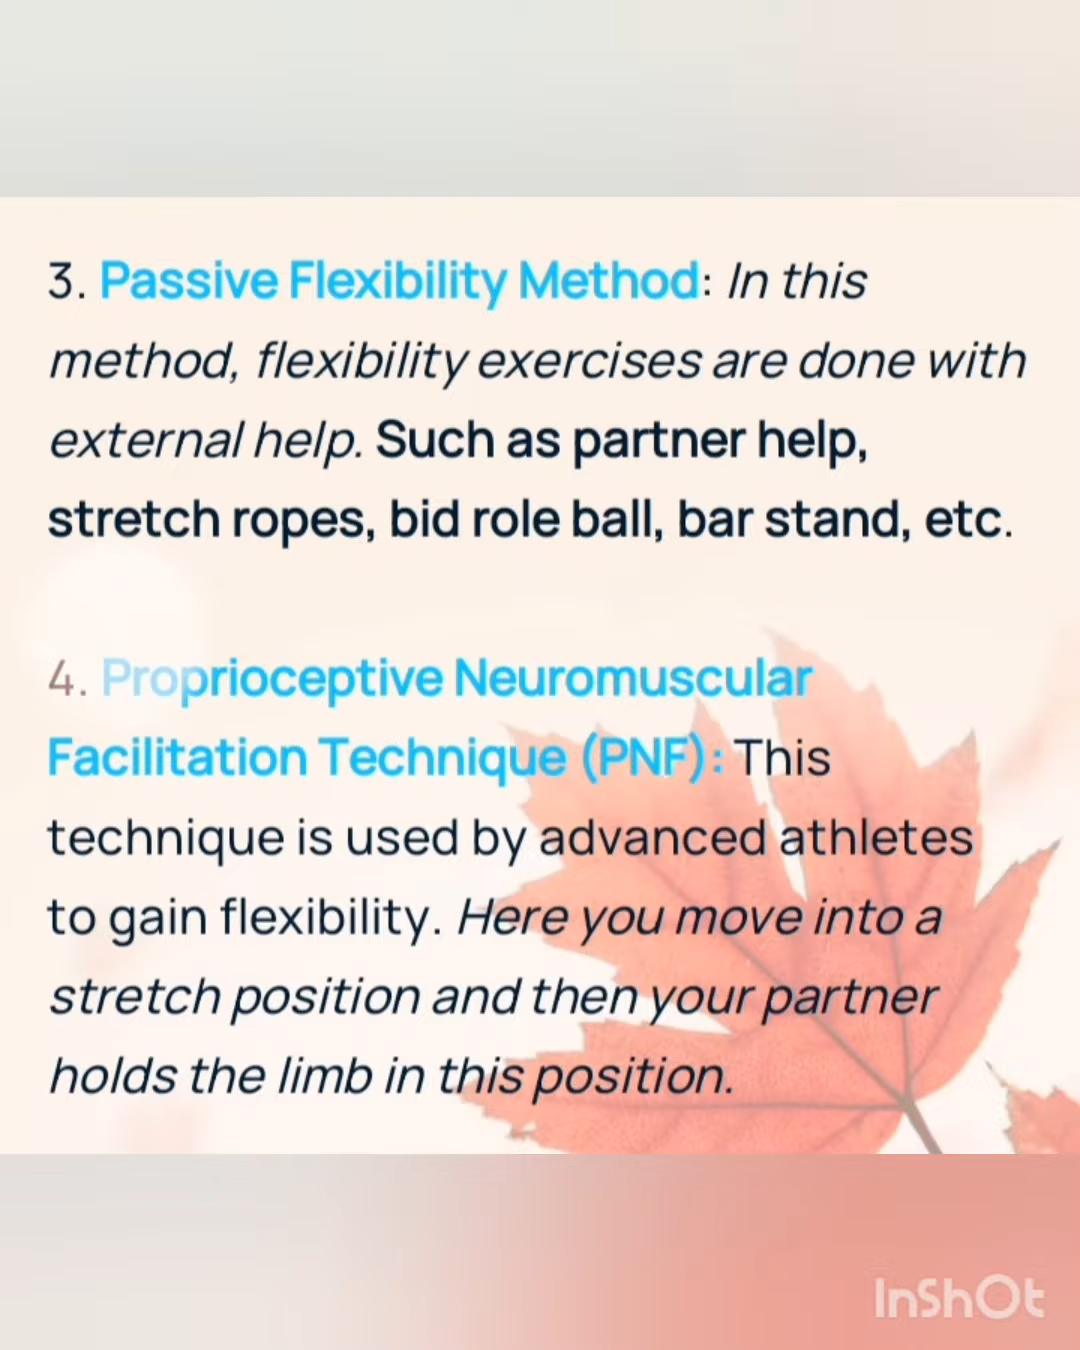 3. Passive Flexibility Method: In this
method, flexibility exercises are done with
external help. Such as partner help,
stretch ropes, bid role ball, bar stand, etc.
4. Proprioceptive Neuromuscular
Facilitation Technique (PNF): This
technique is used by advanced athletes
to gain flexibility. Here you move into a
stretch position and then your partner
holds the limb in this position.
InShOt